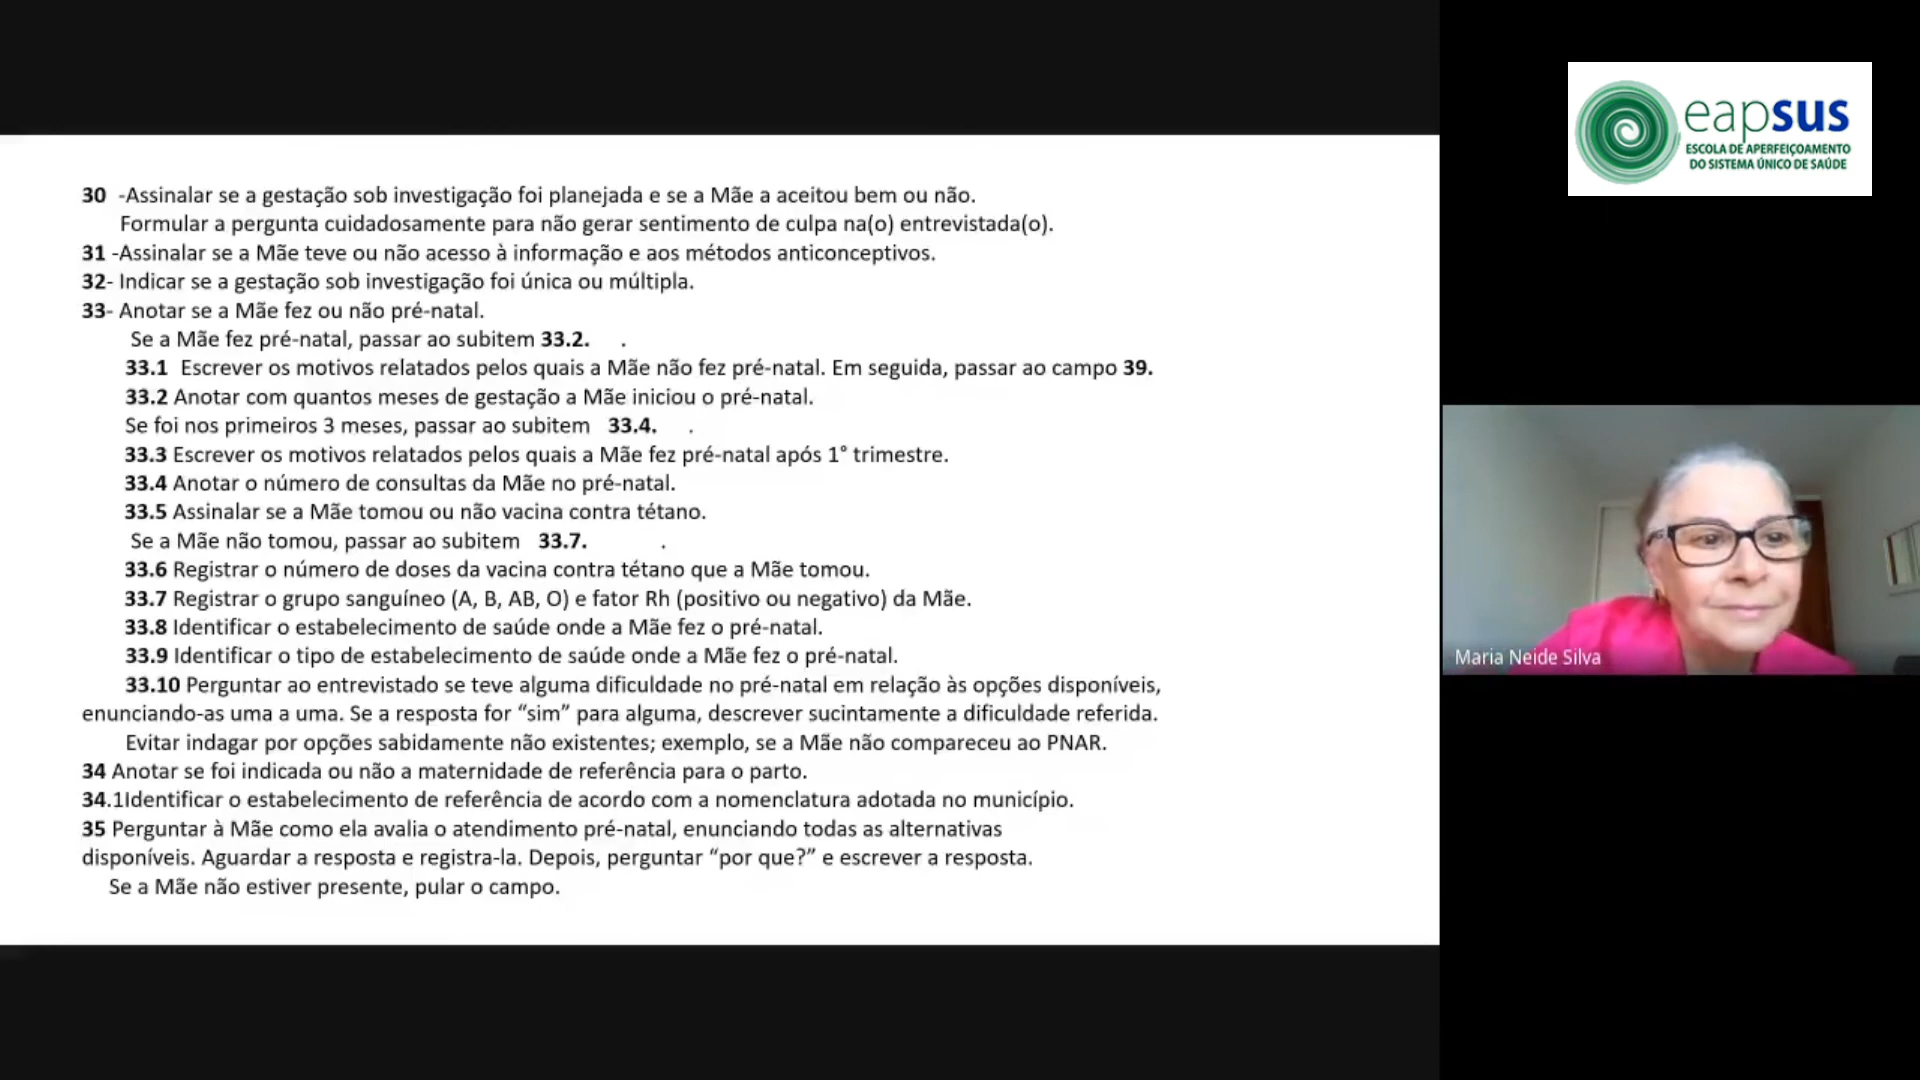 30 -Assinalar se a gestação sob investigação foi planejada e se a Mãe a aceitou bem ou não.
Formular a pergunta cuidadosamente para não gerar sentimento de culpa na(o) entrevistada(o).
31 -Assinalar se a Mãe teve ou não acesso à informação e aos métodos anticonceptivos.
32- Indicar se a gestação sob investigação foi única ou múltipla.
33- Anotar se a Mãe fez ou não pré-natal.
Se a Mãe fez pré-natal, passar ao subitem 33.2. .
33.1 Escrever os motivos relatados pelos quais a Mãe não fez pré-natal. Em seguida, passar ao campo 39.
33.2 Anotar com quantos meses de gestação a Mãe iniciou o pré-natal.
Se foi nos primeiros 3 meses, passar ao subitem 33.4. .
33.3 Escrever os motivos relatados pelos quais a Mãe fez pré-natal após 1° trimestre.
33.4 Anotar o número de consultas da Mãe no pré-natal.
33.5 Assinalar se a Mãe tomou ou não vacina contra tétano.
Se a Mãe não tomou, passar ao subitem 33.7. .
33.6 Registrar o número de doses da vacina contra tétano que a Mãe tomou.
33.7 Registrar o grupo sanguíneo (A, B, AB, O) e fator Rh (positivo ou negativo) da Mãe.
33.8 Identificar o estabelecimento de saúde onde a Mãe fez o pré-natal.
33.9 Identificar o tipo de estabelecimento de saúde onde a Mãe fez o pré-natal.
33.10 Perguntar ao entrevistado se teve alguma dificuldade no pré-natal em relação às opções disponíveis,
enunciando-as uma a uma. Se a resposta for “sim” para alguma, descrever sucintamente a dificuldade referida.
Evitar indagar por opções sabidamente não existentes; exemplo, se a Mãe não compareceu ao PNAR.
34 Anotar se foi indicada ou não a maternidade de referência para o parto.
34.1Identificar o estabelecimento de referência de acordo com a nomenclatura adotada no município.
35 Perguntar à Mãe como ela avalia o atendimento pré-natal, enunciando todas as alternativas
disponíveis. Aguardar a resposta e registra-la. Depois, perguntar “por que?” e escrever a resposta.
Se a Mãe não estiver presente, pular o campo.
eapsus
ESCOLA DE APERFEIÇOAMENTO
DO SISTEMA ÚNICO DE SAÚDE
Maria Neide Silva